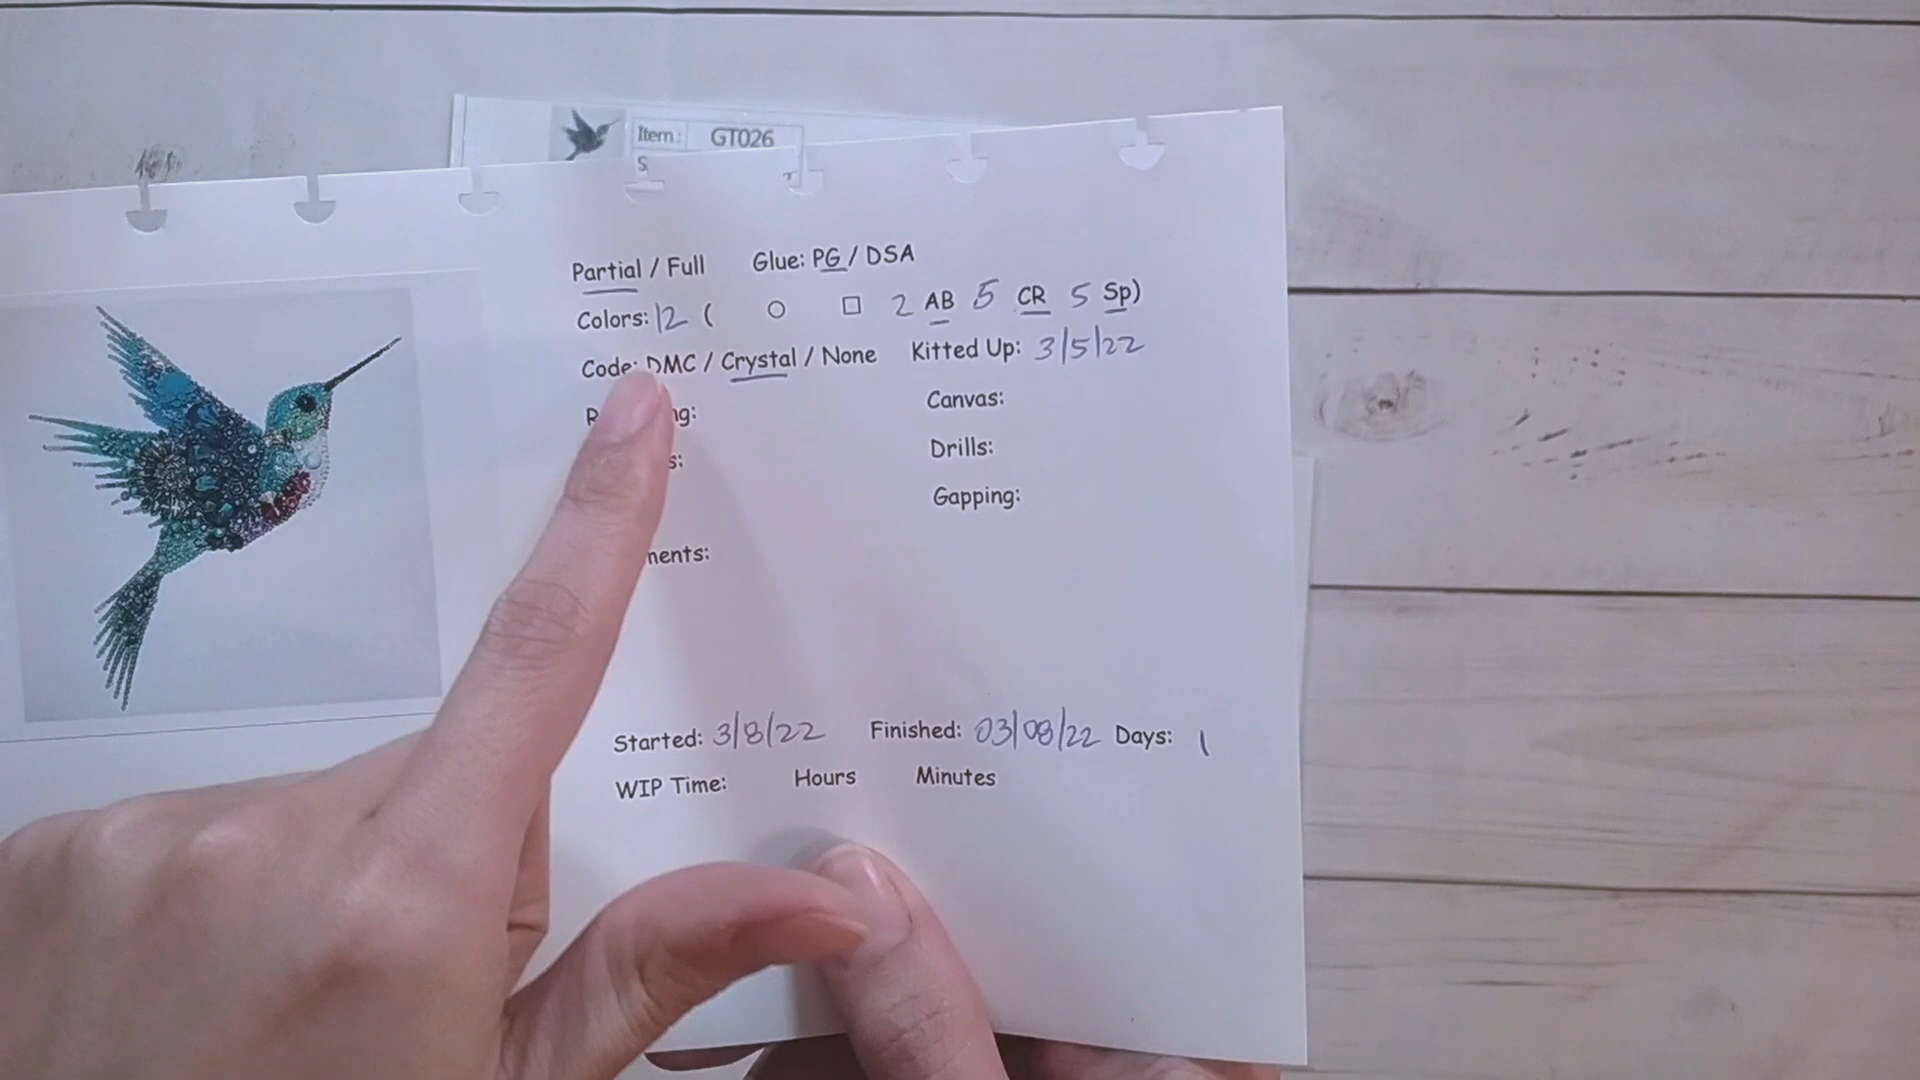 Item: GT026
S
Partial / Full Glue: PG / DSA
Colors: 12 ( ○ □ 2 AB 5 CR 5 Sp)
Code: DMC / Crystal / None Kitted Up: 3/5/22
Canvas:
Drills:
Gapping:
Started: 3/8/22 Finished: 03/08/22 Days: 1
WIP Time: Hours Minutes